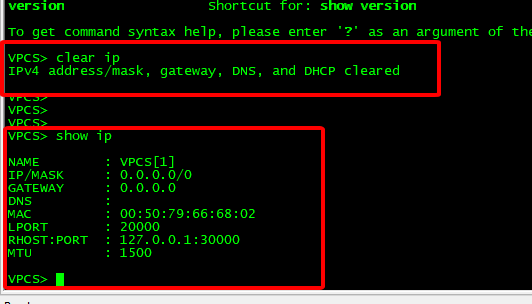 version                  Shortcut for: show version
To get command syntax help, please enter '?' as an argument of the
VPCS> clear ip
IPv4 address/mask, gateway, DNS, and DHCP cleared
VPCS>
VPCS>
VPCS>
VPCS> show ip
NAME        : VPCS[1]
IP/MASK     : 0.0.0.0/0
GATEWAY     : 0.0.0.0
DNS         :
MAC         : 00:50:79:66:68:02
LPORT       : 20000
RHOST:PORT  : 127.0.0.1:30000
MTU         : 1500
VPCS>